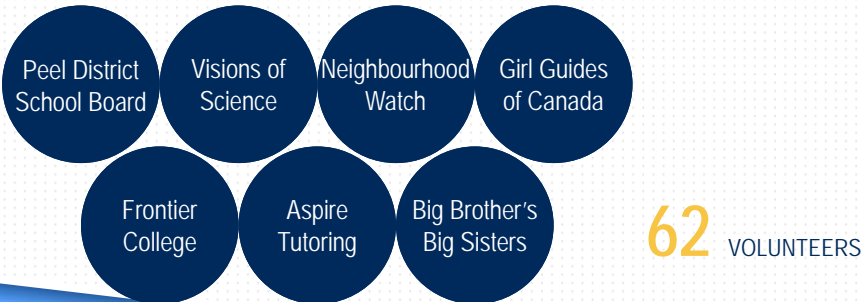 Peel District
School Board
Visions of
Science
Neighbourhood
Watch
Girl Guides
of Canada
Frontier
College
Aspire
Tutoring
Big Brother's
Big Sisters
62 VOLUNTEERS